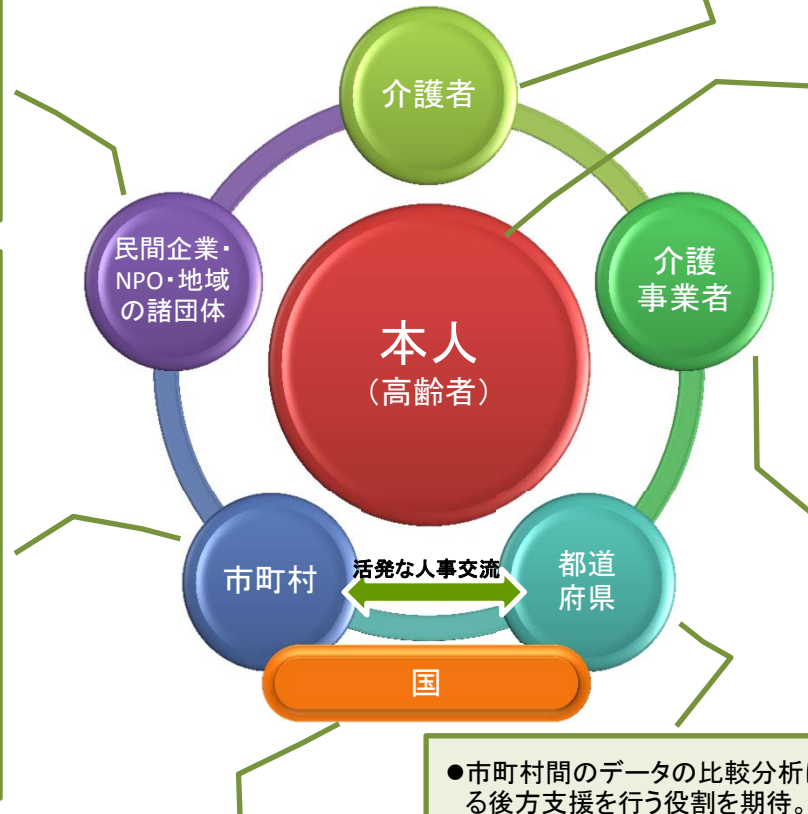 介護者
民間企業・
NPO・地域
の諸団体
介護
事業者
本人
（高齢者）
市町村
活発な人事交流
都道
府県
国
●市町村間のデータの比較分析に
る後方支援を行う役割を期待。